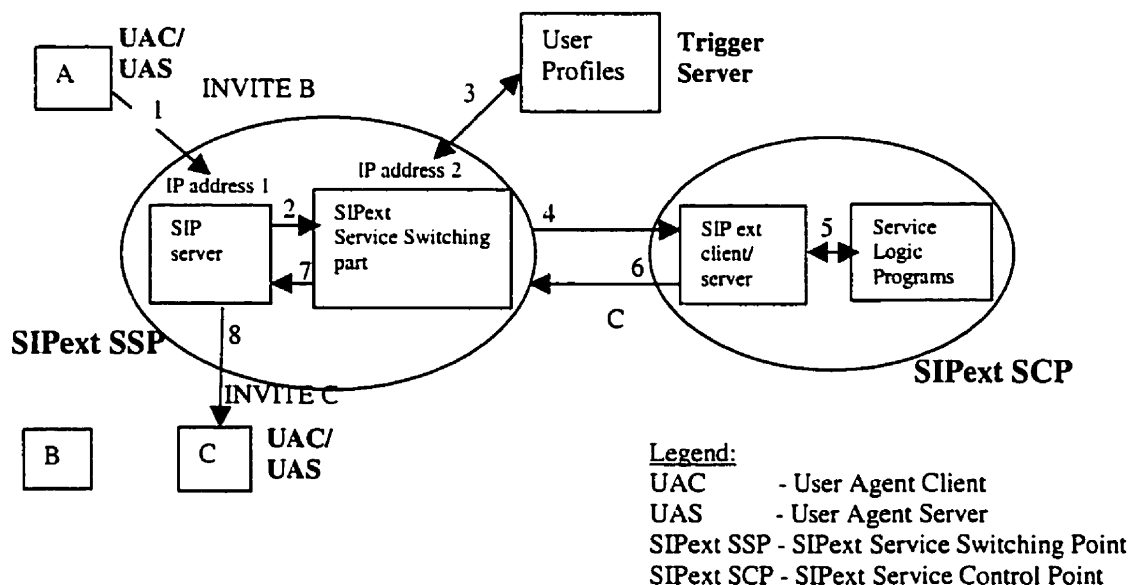 UAC/
UAS
A
INVITE B
1
3
User
Profiles
Trigger
Server
IP address 1
IP address 2
SIP
server
2
7
SIPext
Service Switching
part
4
6
C
SIP ext
client/
server
5
Service
Logic
Programs
SIPext SSP
8
SIPext SCP
INVITE C
B
C
UAC/
UAS
Legend:
UAC - User Agent Client
UAS - User Agent Server
SIPext SSP - SIPext Service Switching Point
SIPext SCP - SIPext Service Control Point